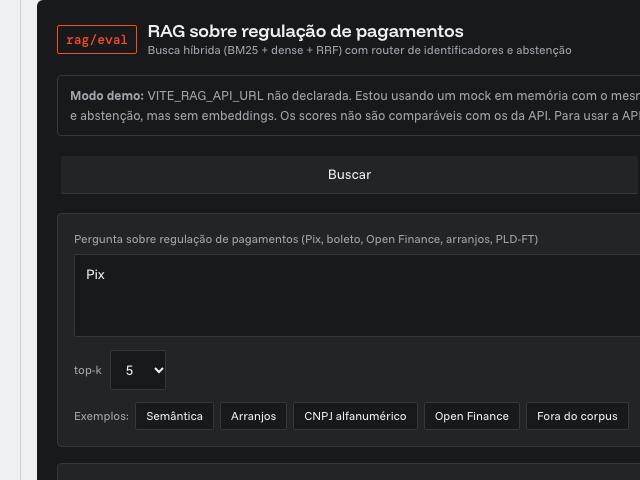 rag/eval
RAG sobre regulação de pagamentos
Busca híbrida (BM25 + dense + RRF) com router de identificadores e abstenção
Modo demo: VITE_RAG_API_URL não declarada. Estou usando um mock em memória com o
e abstenção, mas sem embeddings. Os scores não são comparáveis com os da API. Para usar a
Buscar
Pergunta sobre regulação de pagamentos (Pix, boleto, Open Finance, arranjos, PLD-FT)
Pix
top-k
5
Exemplos:
Semântica
Arranjos
CNPJ alfanumérico
Open Finance
Fora do corpus